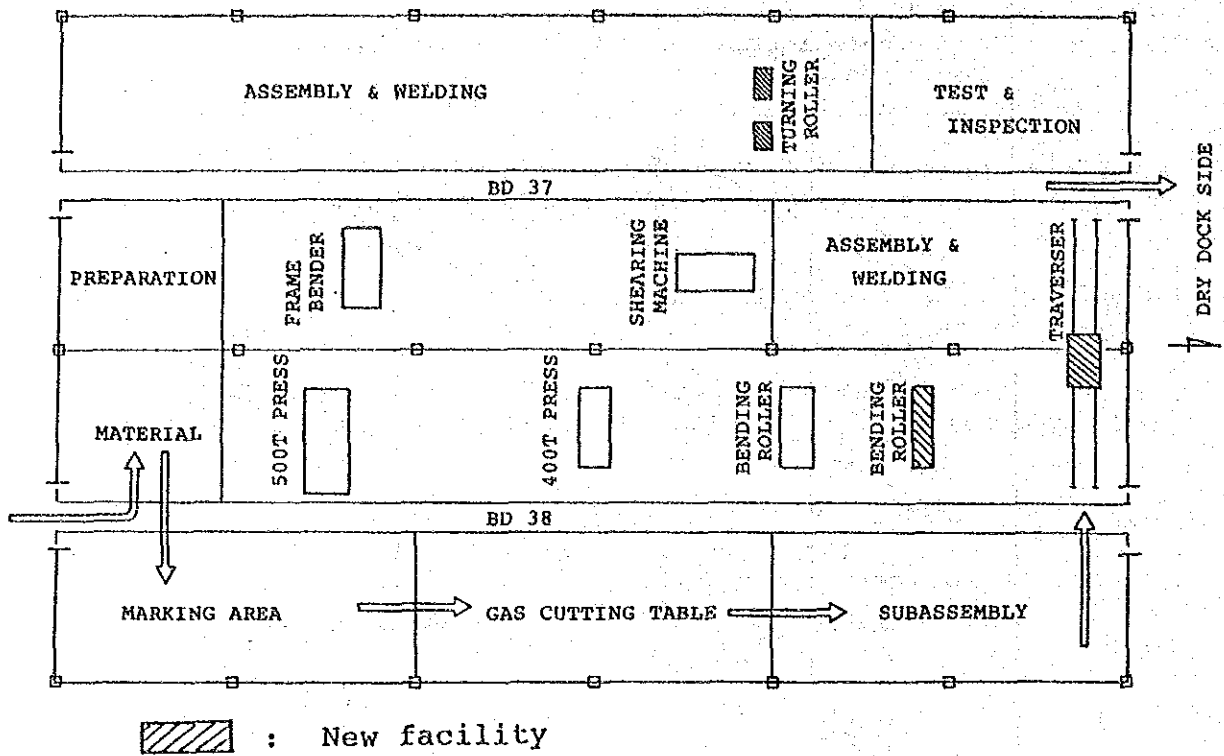 ASSEMBLY & WELDING
TURNING
ROLLER
TEST &
INSPECTION
BD 37
DRY DOCK SIDE
PREPARATION
FRAME
BENDER
SHEARING
MACHINE
ASSEMBLY &
WELDING
TRAVERSER
MATERIAL
500T PRESS
400T PRESS
BENDING
ROLLER
BENDING
ROLLER
BD 38
MARKING AREA
GAS CUTTING TABLE
SUBASSEMBLY
: New facility